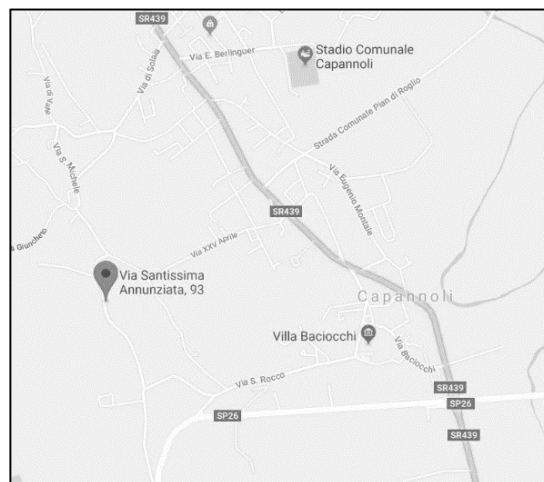 SR439
Via E. Berlinguer
Stadio Comunale
Capannoli
Via di Solaia
Via di Vaie
Strada Comunale Pian di Roglio
Via S. Michele
Via Eugenio Montale
SR439
Via XXV Aprile
Via Santissima
Annunziata, 93
Capannoli
Villa Baciocchi
Via Baciocchi
Via S. Rocco
SR439
SP26
SP26
SR439